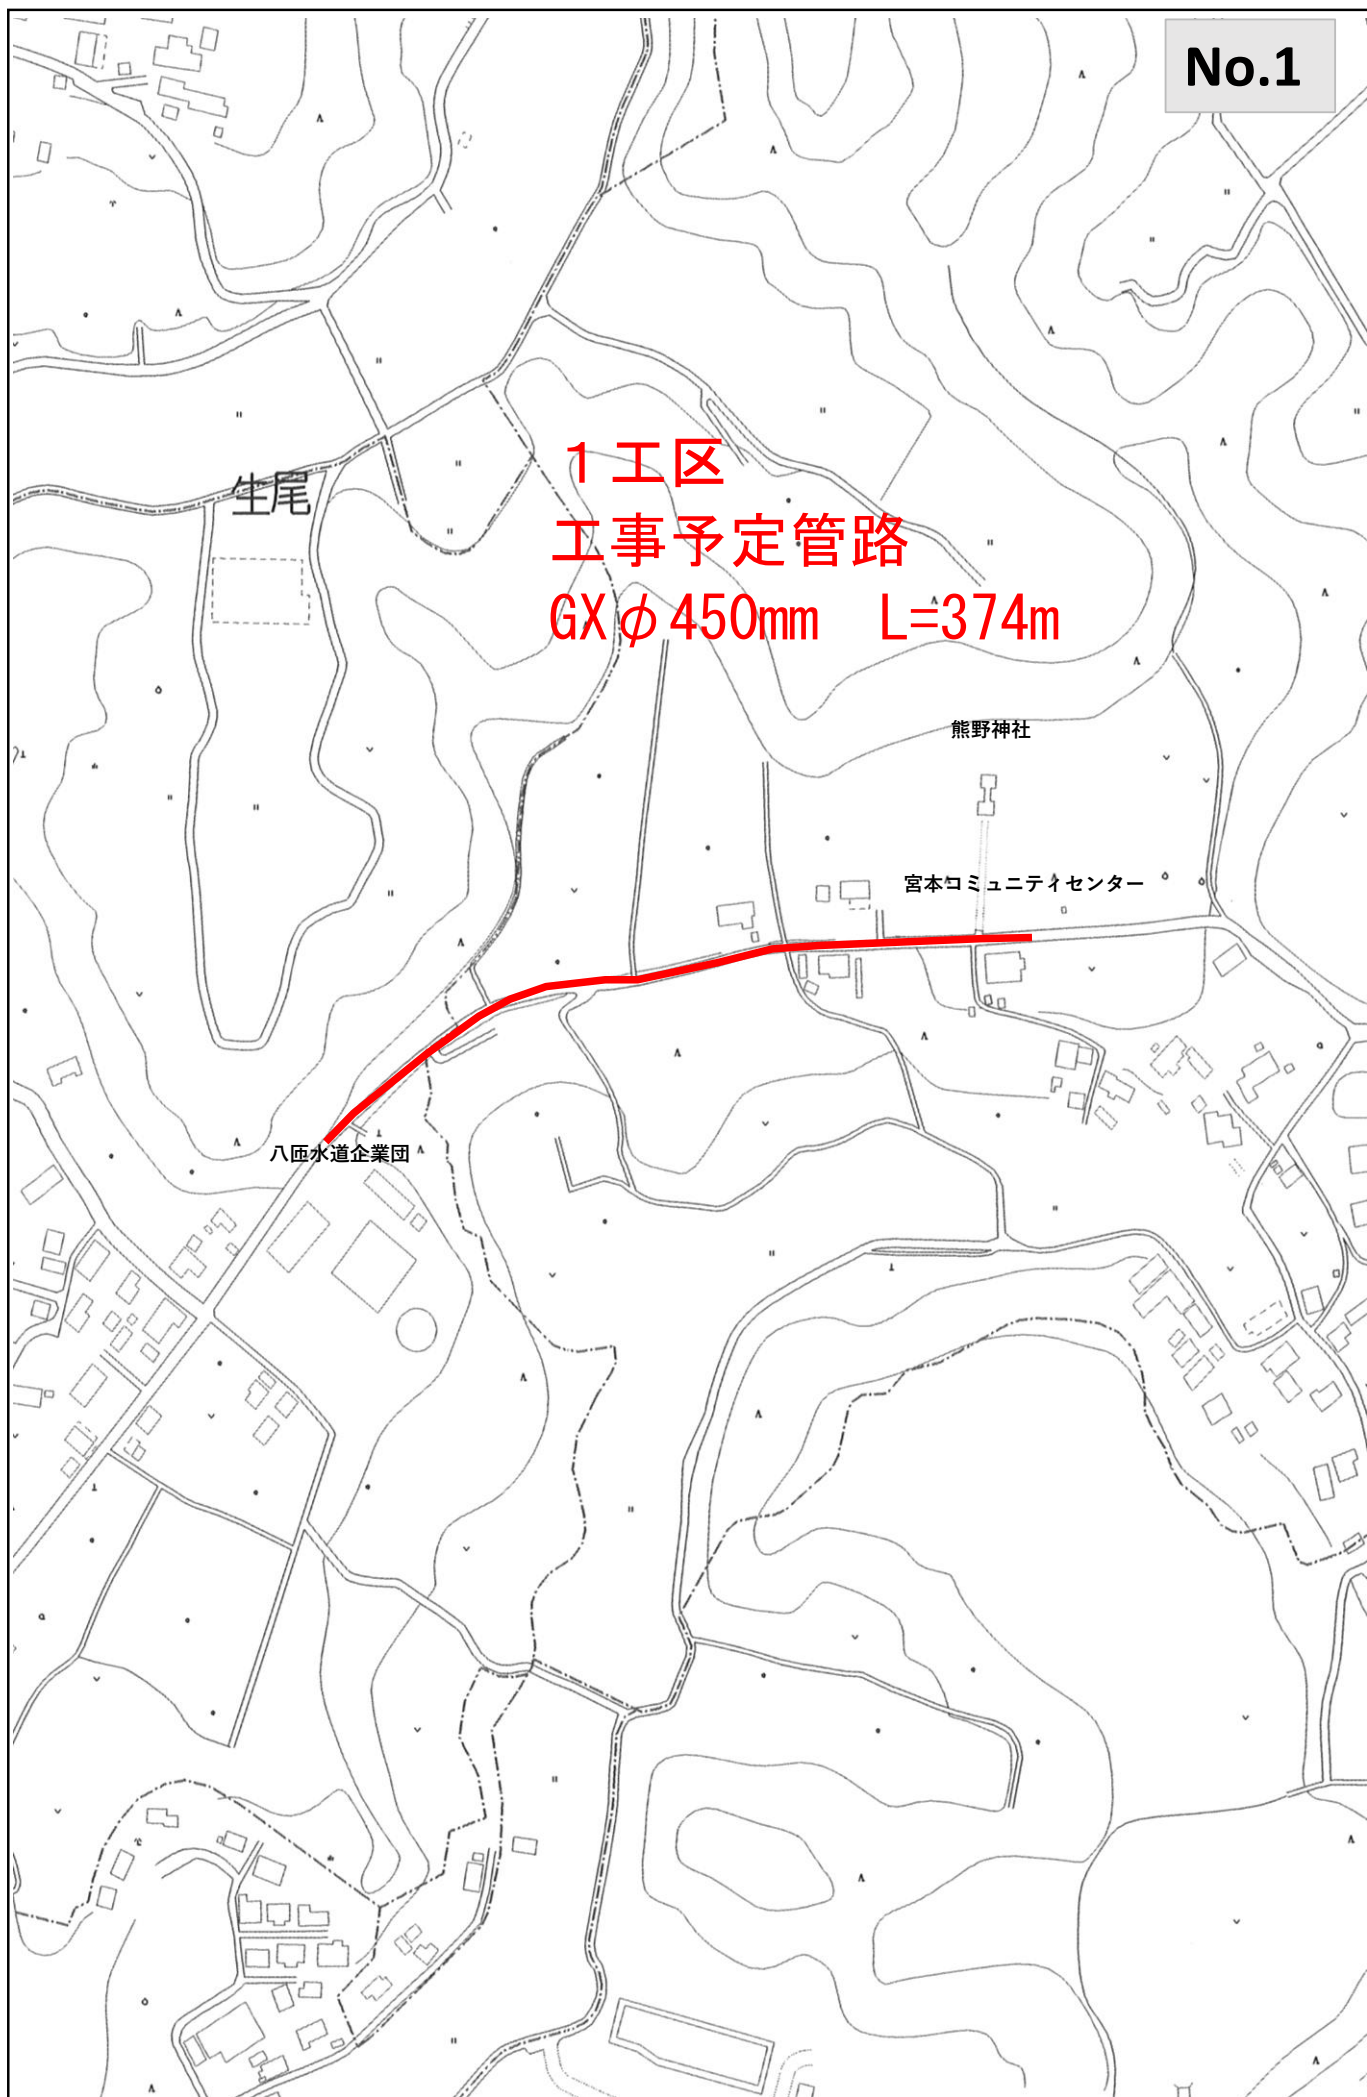 No.1
1工区
生尾
工事予定管路
GXφ450mm L=374m
熊野神社
宮本コミュニティセンター
八匝水道企業団